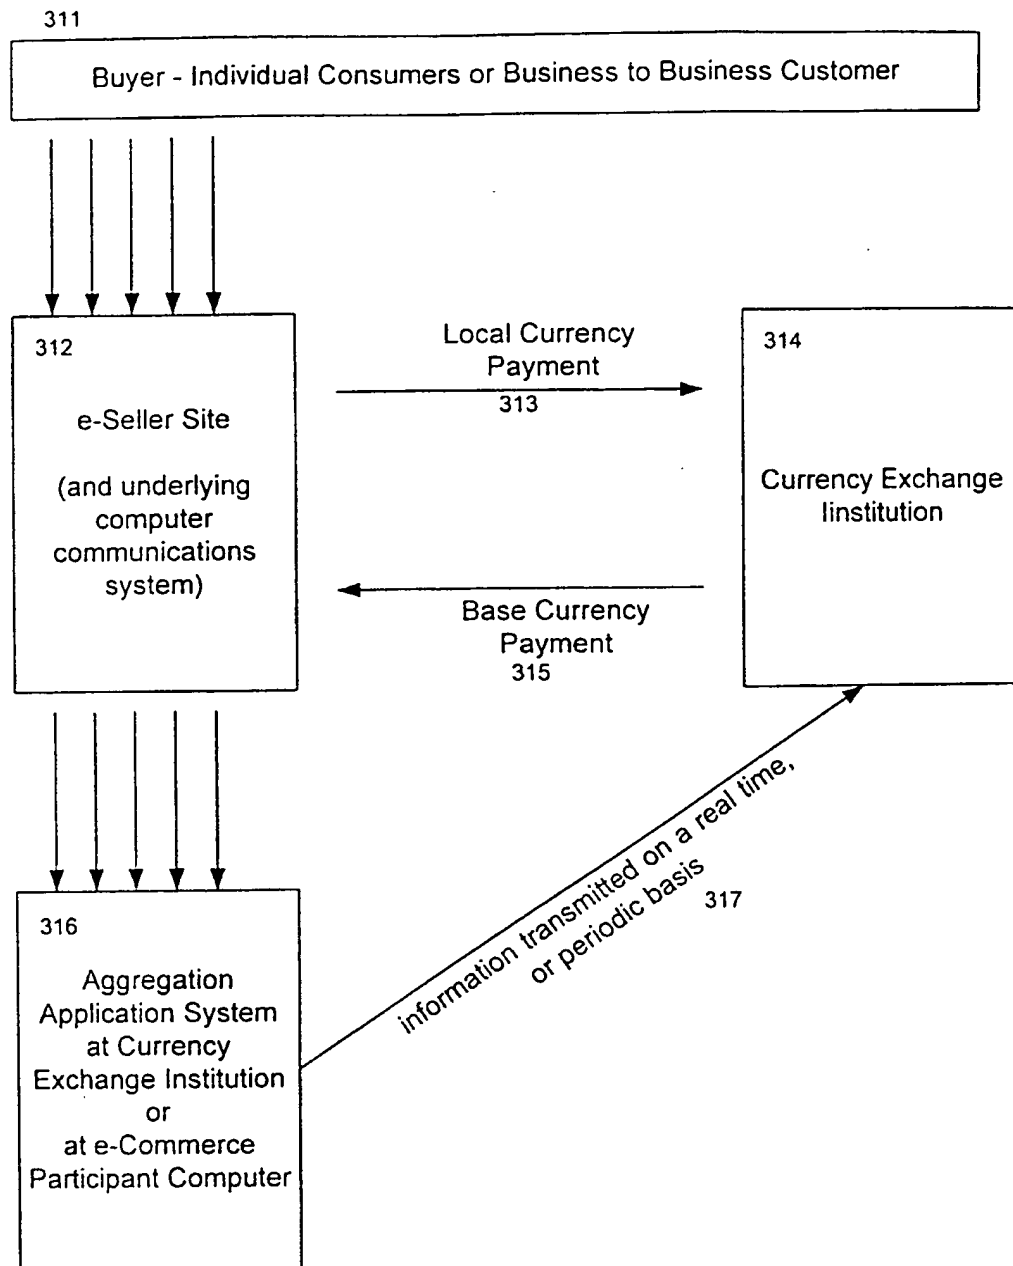 311
Buyer - Individual Consumers or Business to Business Customer
312
e-Seller Site
(and underlying
computer
communications
system)
Local Currency
Payment
313
314
Currency Exchange
Iinstitution
Base Currency
Payment
315
316
Aggregation
Application System
at Currency
Exchange Institution
or
at e-Commerce
Participant Computer
information transmitted on a real time,
or periodic basis
317